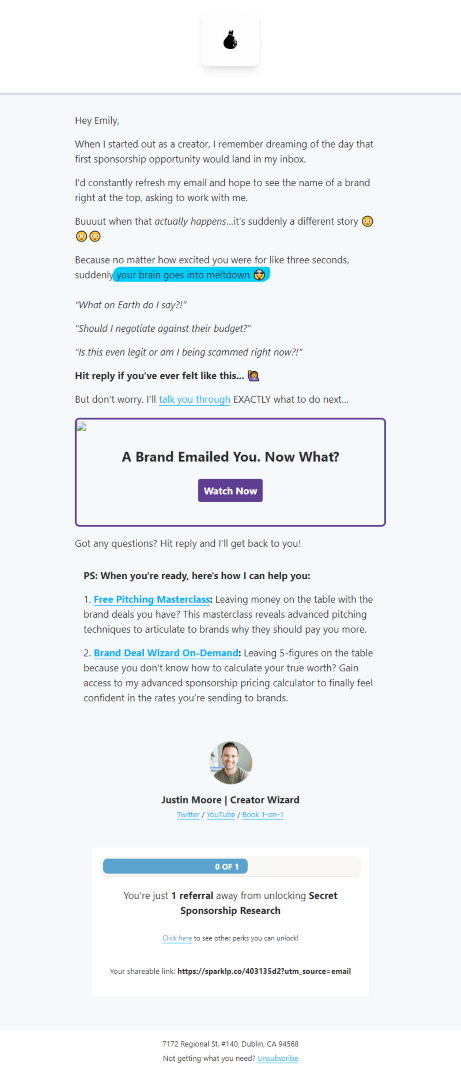 Hey Emily,
When I started out as a creator, I remember dreaming of the day that
first sponsorship opportunity would land in my inbox.
I'd constantly refresh my email and hope to see the name of a brand
right at the top, asking to work with me.
Buuuut when that actually happens...it's suddenly a different story 😳
😳😳
Because no matter how excited you were for like three seconds,
suddenly your brain goes into meltdown 🤯
“What on Earth do I say?!”
“Should I negotiate against their budget?”
“Is this even legit or am I being scammed right now?!”
Hit reply if you've ever felt like this... 🙋
But don't worry. I'll talk you through EXACTLY what to do next...
A Brand Emailed You. Now What?
Watch Now
Got any questions? Hit reply and I'll get back to you!
PS: When you're ready, here's how I can help you:
1. Free Pitching Masterclass: Leaving money on the table with the
brand deals you have? This masterclass reveals advanced pitching
techniques to articulate to brands why they should pay you more.
2. Brand Deal Wizard On-Demand: Leaving 5-figures on the table
because you don't know how to calculate your true worth? Gain
access to my advanced sponsorship pricing calculator to finally feel
confident in the rates you're sending to brands.
Justin Moore | Creator Wizard
Twitter / YouTube / Book 1-on-1
0 OF 1
You're just 1 referral away from unlocking Secret
Sponsorship Research
Click here to see other perks you can unlock!
Your shareable link: https://sparklp.co/403135d2?utm_source=email
7172 Regional St. #140, Dublin, CA 94568
Not getting what you need? Unsubscribe